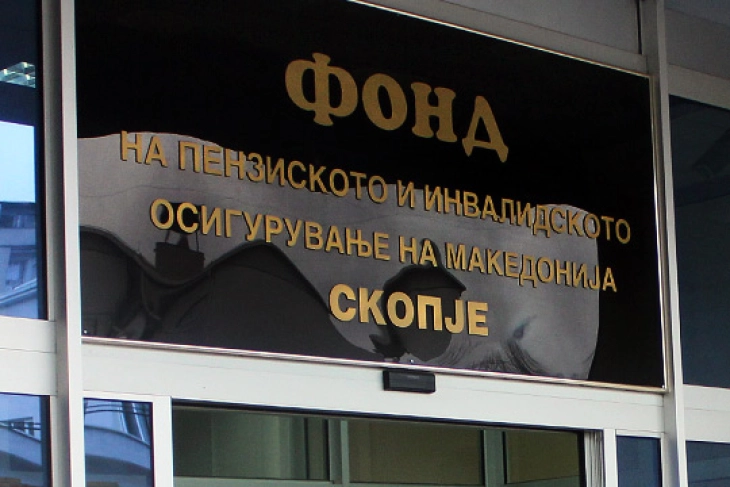 ФОНД
НА ПЕНЗИСКОТО И ИНВАЛИДСКОТО
ОСИГУРУВАЊЕ НА МАКЕДОНИЈА
СКОПЈЕ